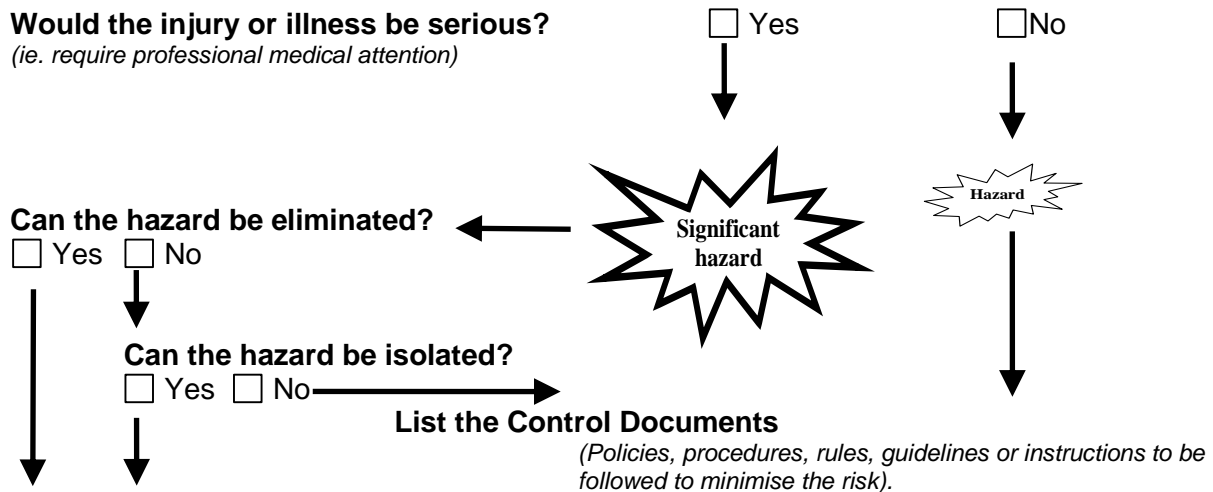 Would the injury or illness be serious? Yes No
(ie. require professional medical attention)
Hazard
Significant
hazard
Can the hazard be eliminated?
Yes No
Can the hazard be isolated?
Yes No
List the Control Documents
(Policies, procedures, rules, guidelines or instructions to be
followed to minimise the risk).